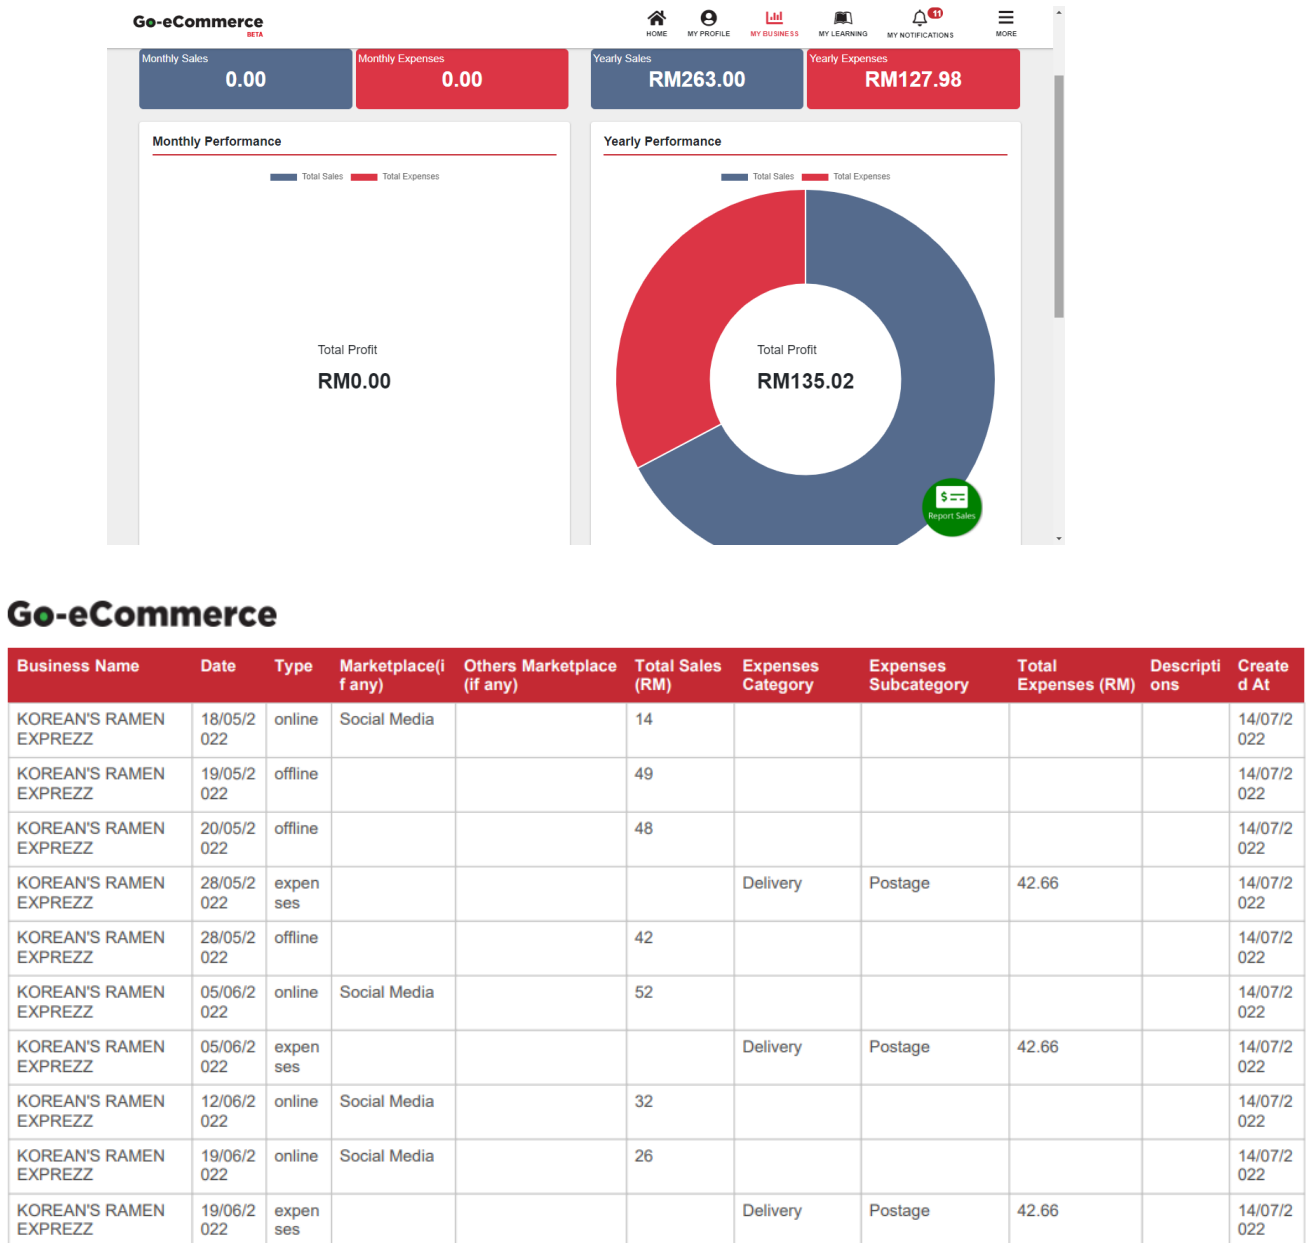 Go-eCommerce
BETA
HOME
MY PROFILE
MY BUSINESS
MY LEARNING
11
MY NOTIFICATIONS
MORE
Monthly Sales
0.00
Monthly Expenses
0.00
Yearly Sales
RM263.00
Yearly Expenses
RM127.98
Monthly Performance
Total Sales Total Expenses
Total Profit
RM0.00
Yearly Performance
Total Sales Total Expenses
Total Profit
RM135.02
$
Report Sales
Go-eCommerce
Business Name Date Type Marketplace(i Others Marketplace Total Sales Expenses Expenses Total Descripti Create
f any) (if any) (RM) Category Subcategory Expenses (RM) ons d At
KOREAN'S RAMEN 18/05/2 online Social Media 14 14/07/2
EXPREZZ 022 022
KOREAN'S RAMEN 19/05/2 offline 49 14/07/2
EXPREZZ 022 022
KOREAN'S RAMEN 20/05/2 offline 48 14/07/2
EXPREZZ 022 022
KOREAN'S RAMEN 28/05/2 expen Delivery Postage 42.66 14/07/2
EXPREZZ 022 ses 022
KOREAN'S RAMEN 28/05/2 offline 42 14/07/2
EXPREZZ 022 022
KOREAN'S RAMEN 05/06/2 online Social Media 52 14/07/2
EXPREZZ 022 022
KOREAN'S RAMEN 05/06/2 expen Delivery Postage 42.66 14/07/2
EXPREZZ 022 ses 022
KOREAN'S RAMEN 12/06/2 online Social Media 32 14/07/2
EXPREZZ 022 022
KOREAN'S RAMEN 19/06/2 online Social Media 26 14/07/2
EXPREZZ 022 022
KOREAN'S RAMEN 19/06/2 expen Delivery Postage 42.66 14/07/2
EXPREZZ 022 ses 022